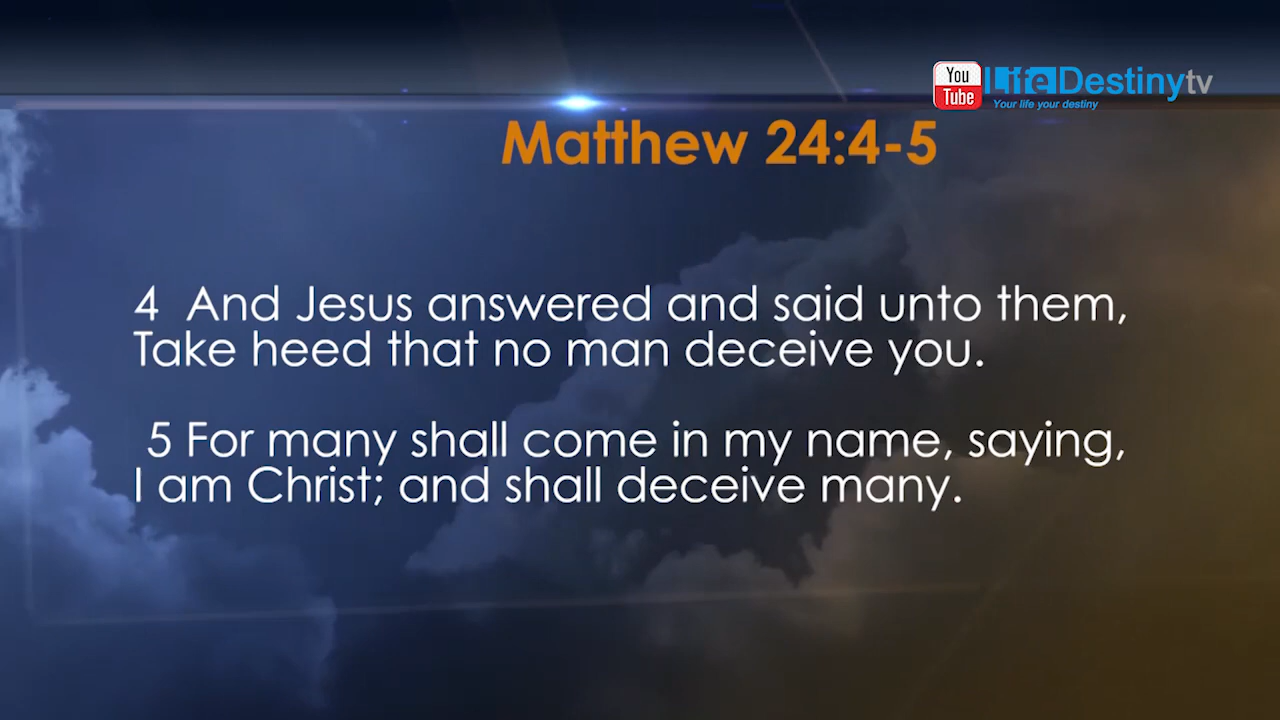 You
Tube
LifeDestinytv
Your life your destiny
Matthew 24:4-5
4 And Jesus answered and said unto them,
Take heed that no man deceive you.
5 For many shall come in my name, saying,
I am Christ; and shall deceive many.